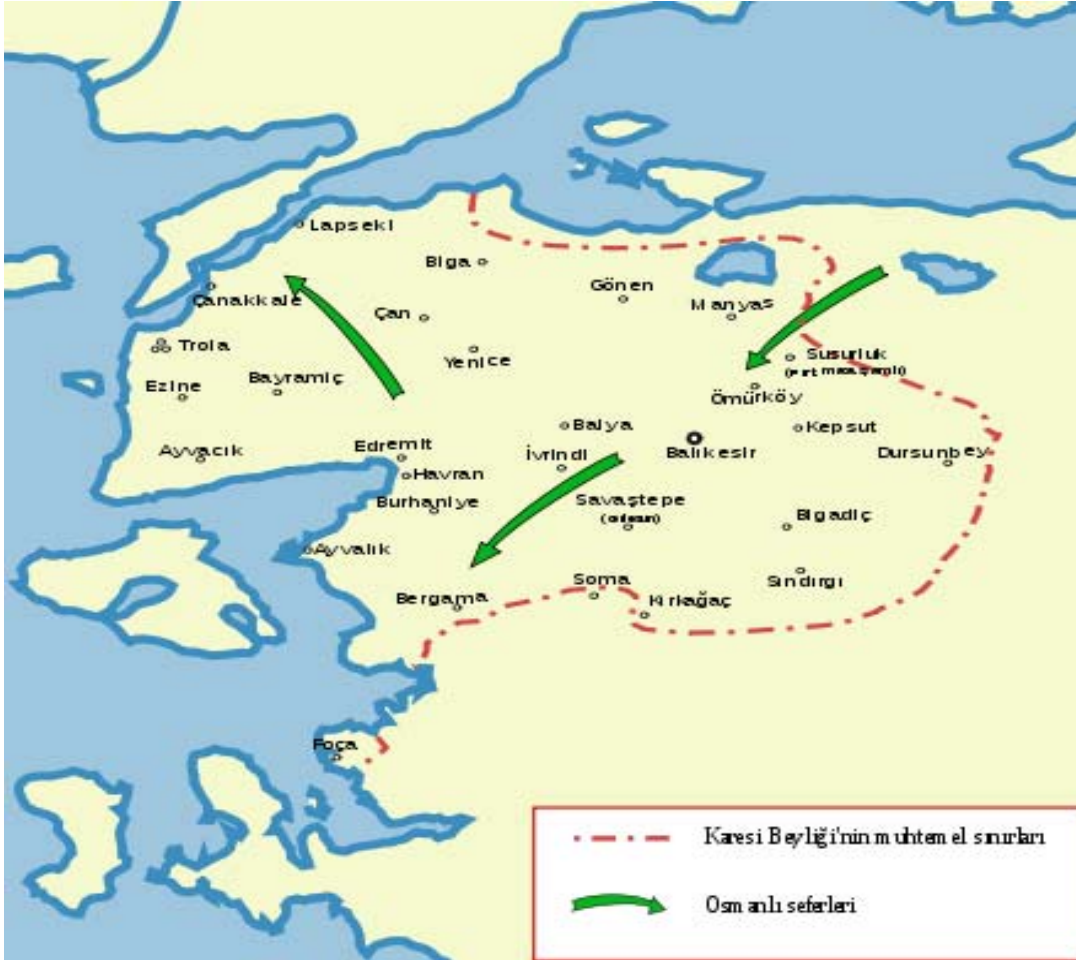 Lapseki
Biga
Gönen
Çanakkale
Manyas
Çan
Troia
Yenice
Susurluk
Ezine
Bayramiç
Ömürköy
Balya
Kepsut
Edremit
Ayvacık
İvrindi
Balıkesir
Dursunbey
Havran
Burhaniye
Savaştepe
Bigadiç
Ayvalık
Soma
Sındırgı
Bergama
Kırkağaç
Foça
Karesi Beyliği'nin muhtemel sınırları
Osmanlı seferleri